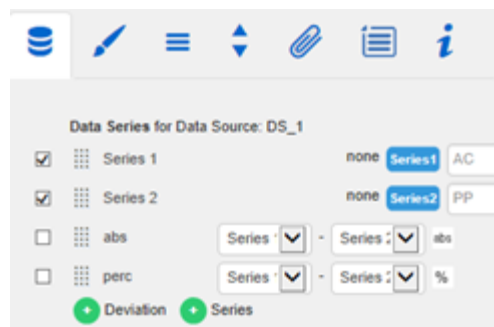 i
Data Series for Data Source: DS_1
Series 1 none Series1 AC
Series 2 none Series2 PP
abs Series - Series abs
perc Series - Series %
+ Deviation + Series